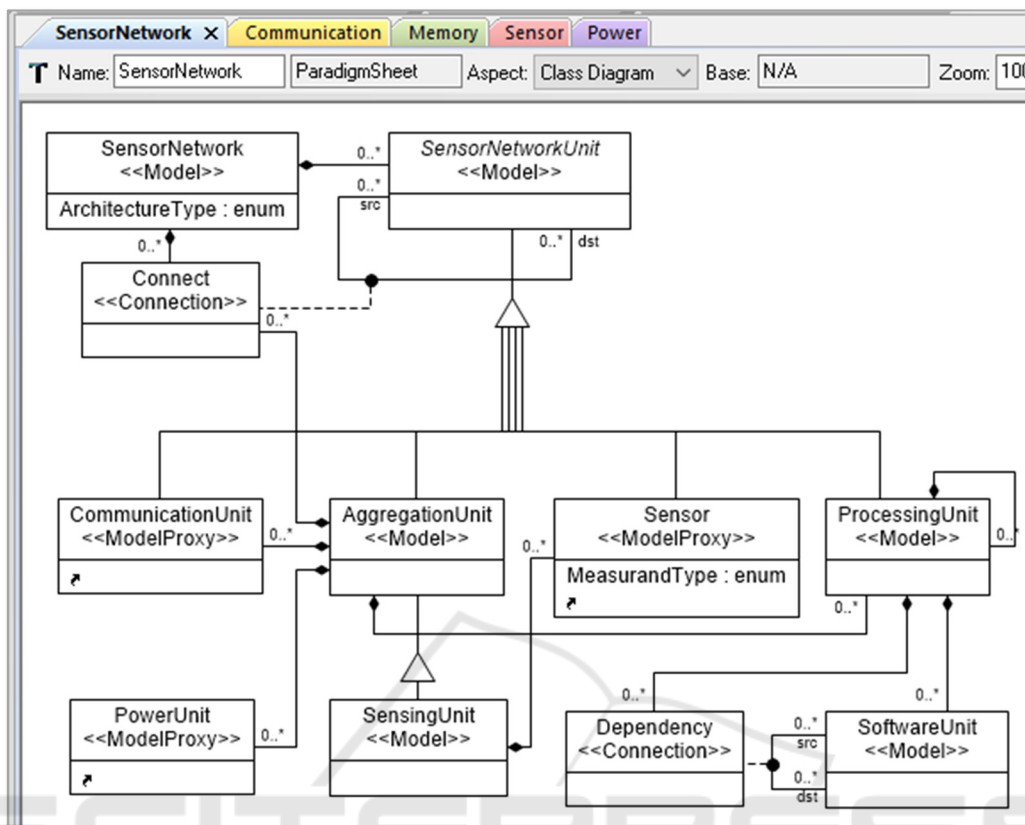 SensorNetwork X Communication Memory Sensor Power
T Name: SensorNetwork ParadigmSheet Aspect: Class Diagram Base: N/A Zoom:
SensorNetwork
<<Model>>
ArchitectureType : enum
0..*
SensorNetworkUnit
<<Model>>
0..*
src
0..* dst
0..*
Connect
<<Connection>>
0..*
CommunicationUnit
<<ModelProxy>>
0..*
AggregationUnit
<<Model>>
Sensor
<<ModelProxy>>
MeasurandType : enum
0..*
ProcessingUnit
<<Model>>
0..*
0..*
PowerUnit
<<ModelProxy>>
0..*
SensingUnit
<<Model>>
0..*
Dependency
<<Connection>>
0..*
SoftwareUnit
<<Model>>
0..*
src
0..*
dst